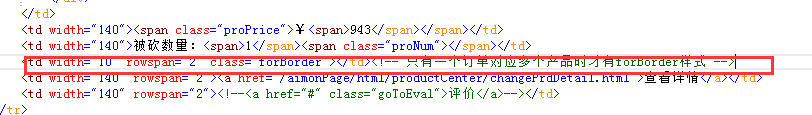 </td>
<td width="140"><span class="proPrice">¥<span>943</span></span></td>
<td width="140">被砍数量：<span>1</span><span class="proNum"></span></td>
<td width="10" rowspan="2" class="forBorder"></td><!-- 只有一个订单对应多个产品时才有forBorder样式 -->
<td width="140" rowspan="2"><a href="/aimonPage/html/productCenter/changePrdDetail.html">查看详情</a></td>
<td width="140" rowspan="2"><!--<a href="#" class="goToEval">评价</a>--></td>
/tr>